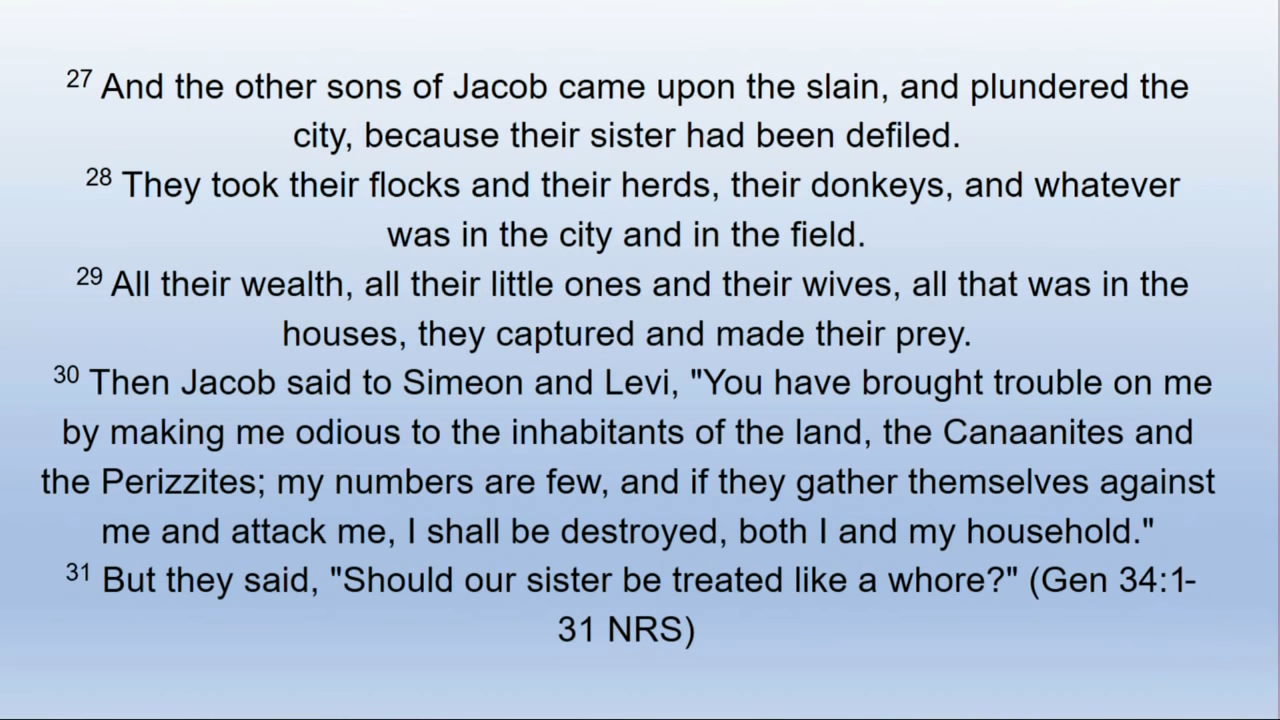 27 And the other sons of Jacob came upon the slain, and plundered the
city, because their sister had been defiled.
28 They took their flocks and their herds, their donkeys, and whatever
was in the city and in the field.
29 All their wealth, all their little ones and their wives, all that was in the
houses, they captured and made their prey.
30 Then Jacob said to Simeon and Levi, "You have brought trouble on me
by making me odious to the inhabitants of the land, the Canaanites and
the Perizzites; my numbers are few, and if they gather themselves against
me and attack me, I shall be destroyed, both I and my household."
31 But they said, "Should our sister be treated like a whore?" (Gen 34:1-
31 NRS)